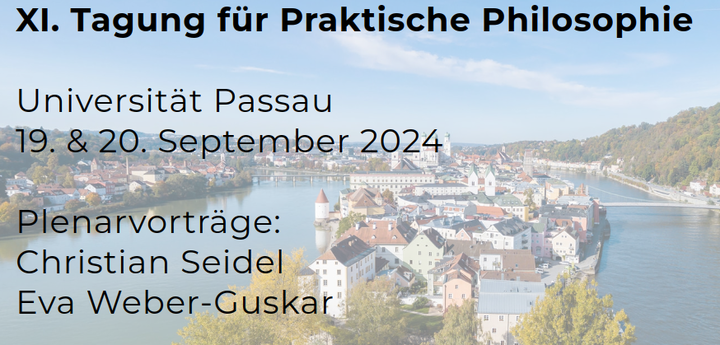 XI. Tagung für Praktische Philosophie
Universität Passau
19. & 20. September 2024
Plenarvorträge:
Christian Seidel
Eva Weber-Guskar